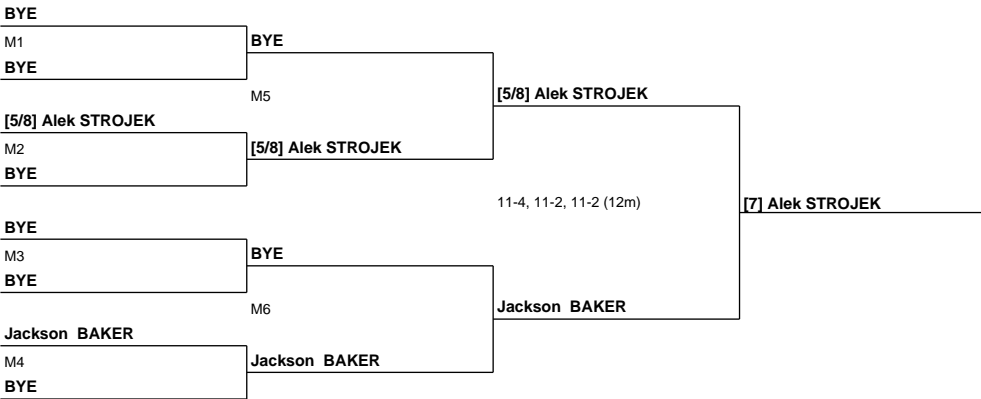 BYE
M1
BYE
BYE
M5
[5/8] Alek STROJEK
[5/8] Alek STROJEK
M2
[5/8] Alek STROJEK
BYE
11-4, 11-2, 11-2 (12m)
[7] Alek STROJEK
BYE
M3
BYE
BYE
M6
Jackson BAKER
Jackson BAKER
M4
Jackson BAKER
BYE